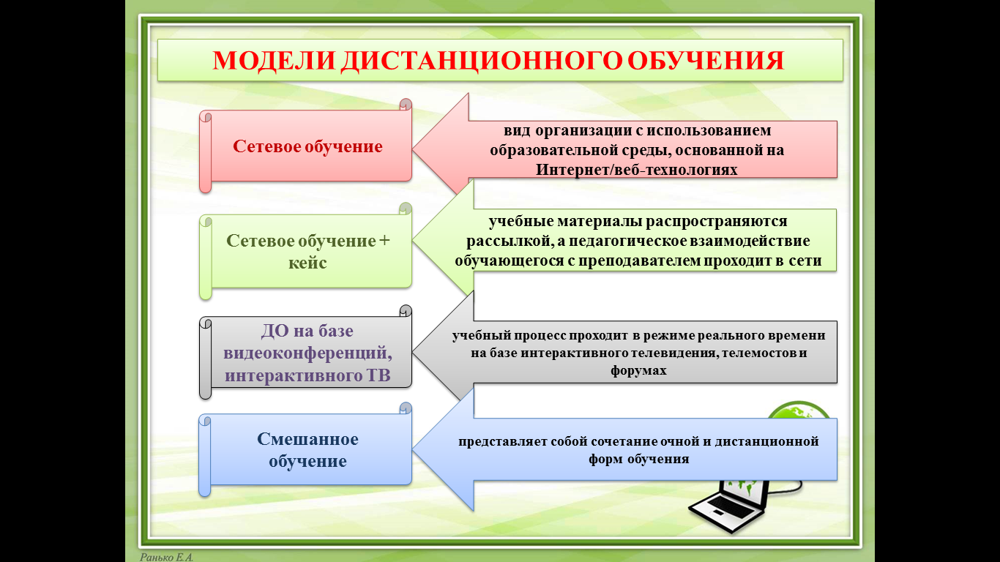 МОДЕЛИ ДИСТАНЦИОННОГО ОБУЧЕНИЯ
Сетевое обучение
вид организации с использованием
образовательной среды, основанной на
Интернет/веб-технологиях
Сетевое обучение +
кейс
учебные материалы распространяются
рассылкой, а педагогическое взаимодействие
обучающегося с преподавателем проходит в сети
ДО на базе
видеоконференций,
интерактивного ТВ
учебный процесс проходит в режиме реального времени
на базе интерактивного телевидения, телемостов и
форумах
Смешанное
обучение
представляет собой сочетание очной и дистанционной
форм обучения
Ранько Е.А.